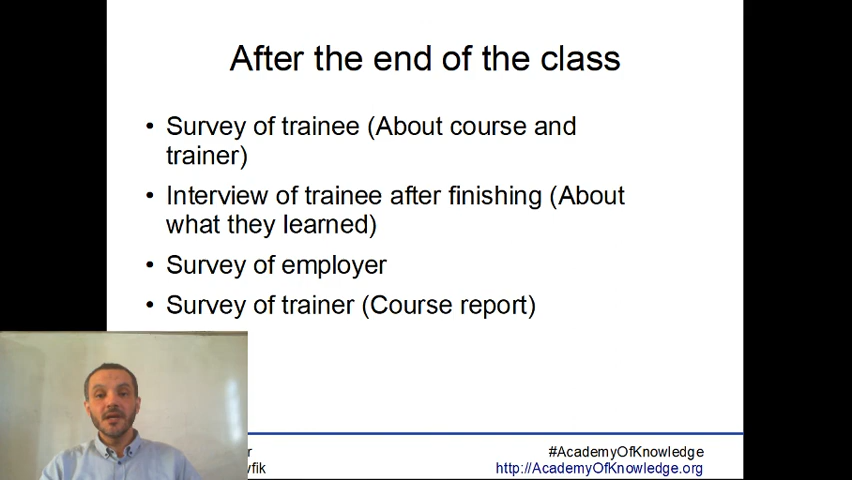 After the end of the class
• Survey of trainee (About course and
trainer)
• Interview of trainee after finishing (About
what they learned)
• Survey of employer
• Survey of trainer (Course report)
#AcademyOfKnowledge
http://AcademyOfKnowledge.org